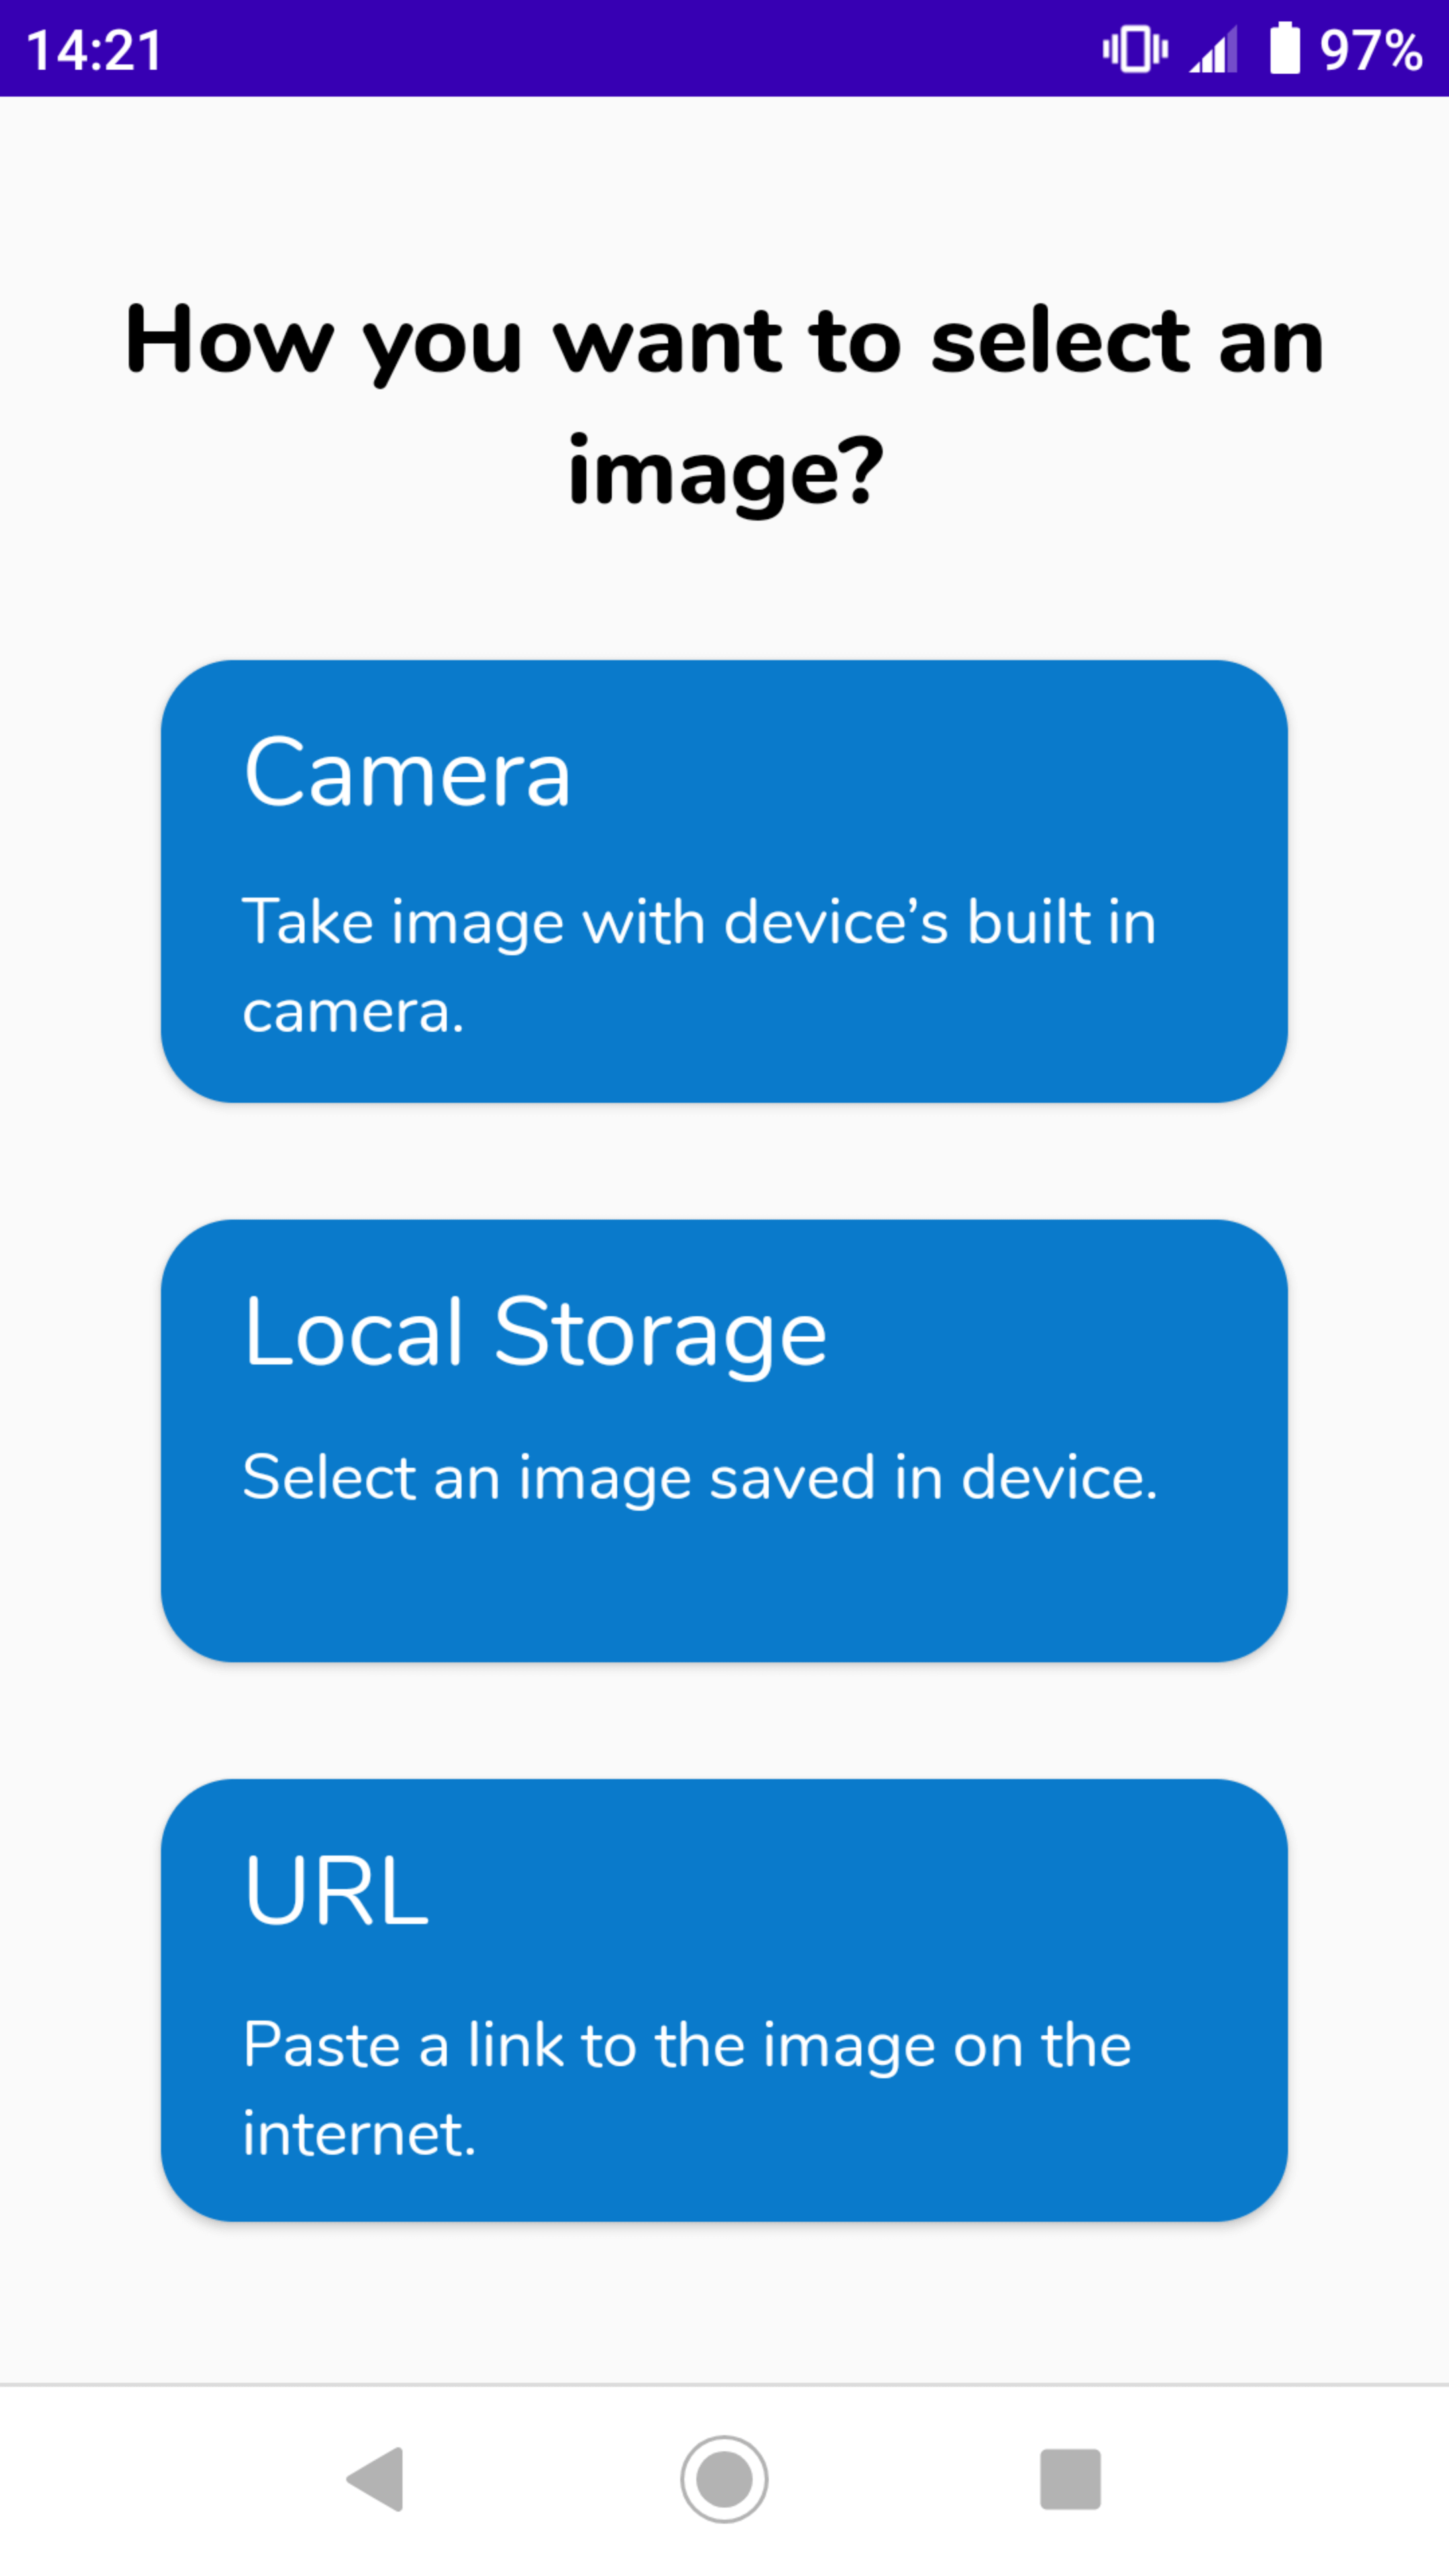 14:21
97%
How you want to select an
image?
Camera
Take image with device’s built in
camera.
Local Storage
Select an image saved in device.
URL
Paste a link to the image on the
internet.